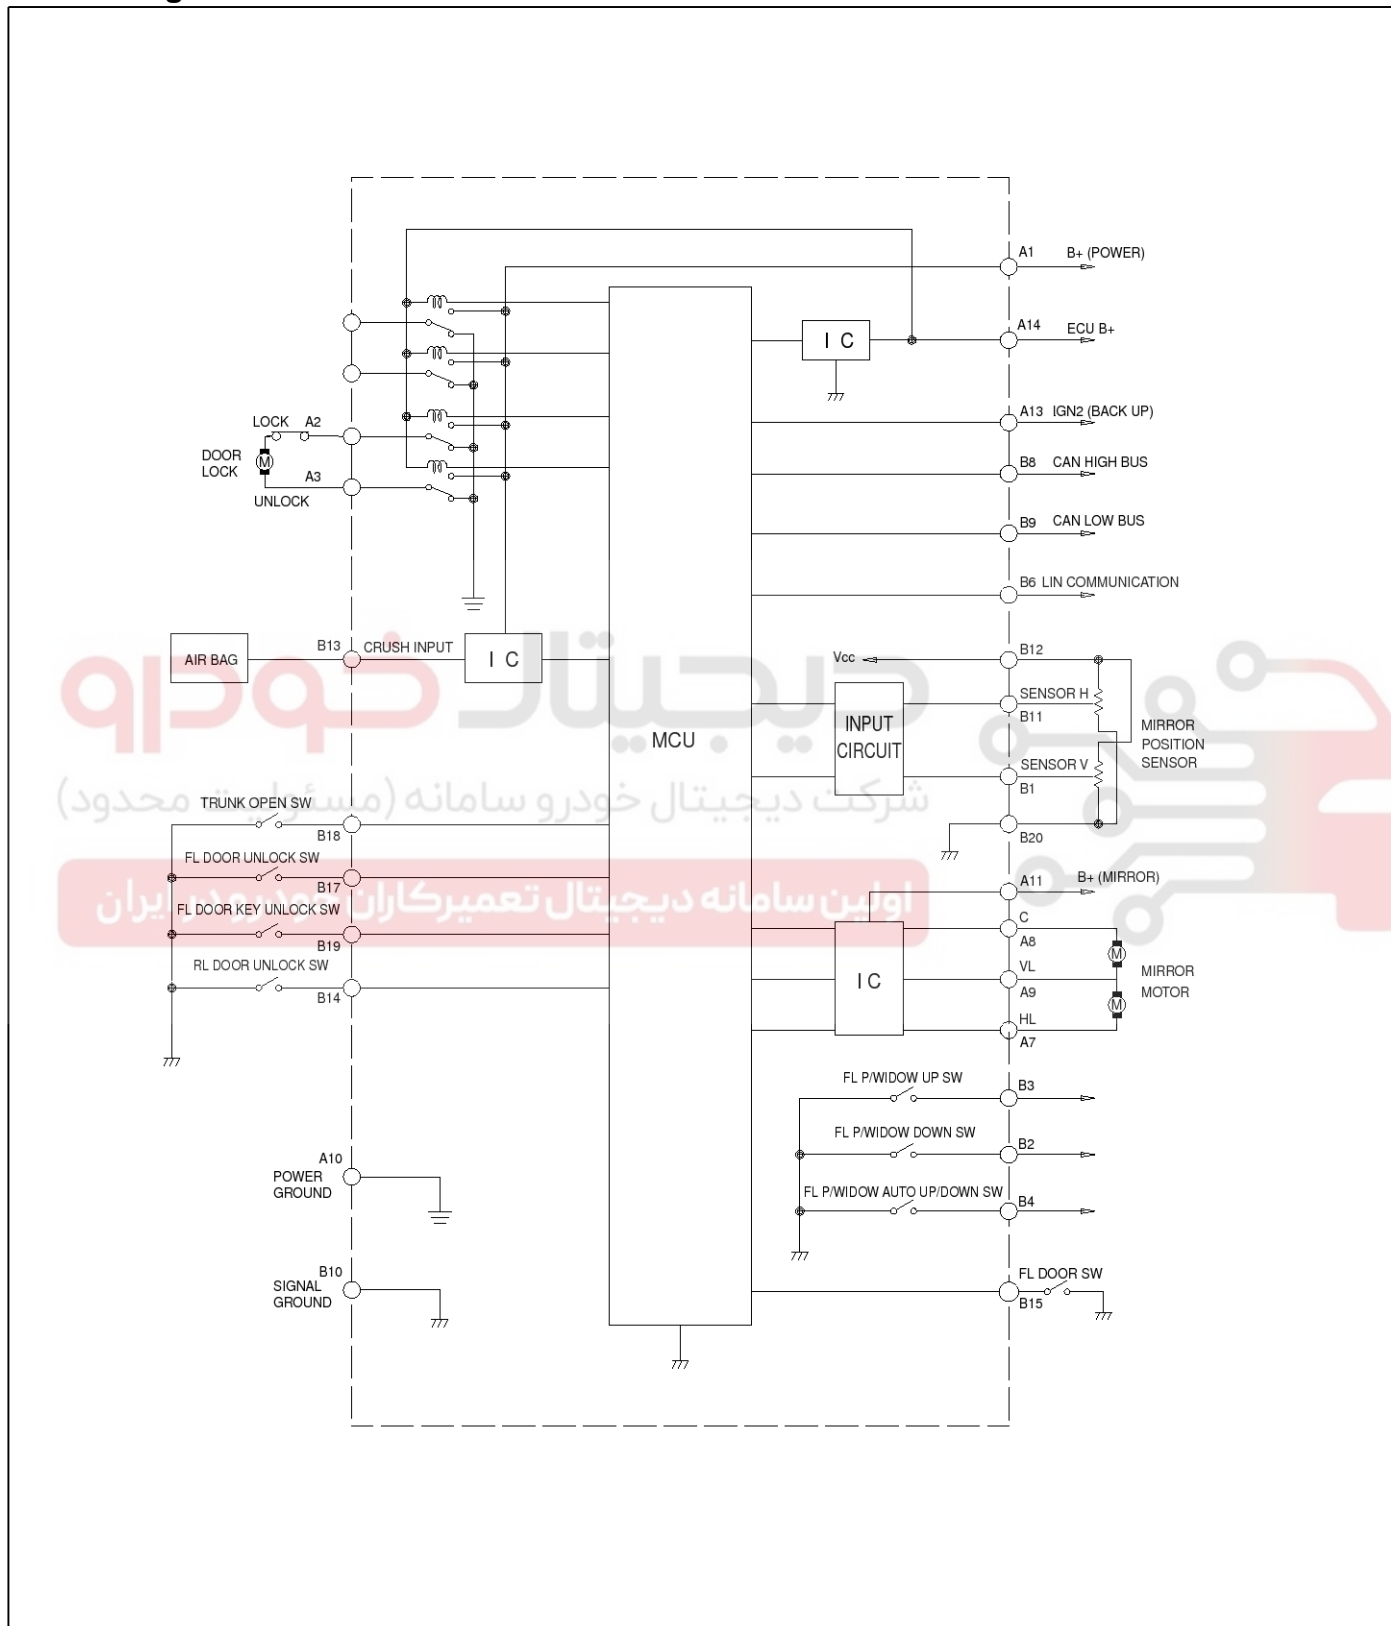 A1 B+ (POWER)
I C
A14 ECU B+
A13 IGN2 (BACK UP)
LOCK A2
DOOR
LOCK
M
A3
UNLOCK
B8 CAN HIGH BUS
B9 CAN LOW BUS
B6 LIN COMMUNICATION
AIR BAG
B13 CRUSH INPUT
I C
Vcc
B12
SENSOR H
B11
INPUT
CIRCUIT
MCU
MIRROR
POSITION
SENSOR
SENSOR V
B1
B20
دیجیتال خودرو
شرکت دیجیتال خودرو سامانه (مسئولیت محدود)
اولین سامانه دیجیتال تعمیرکاران خودرو در ایران
TRUNK OPEN SW
B18
FL DOOR UNLOCK SW
B17
FL DOOR KEY UNLOCK SW
B19
RL DOOR UNLOCK SW
B14
A11 B+ (MIRROR)
C
A8
M
I C
VL
A9
MIRROR
MOTOR
M
HL
A7
FL P/WIDOW UP SW
B3
FL P/WIDOW DOWN SW
B2
FL P/WIDOW AUTO UP/DOWN SW
B4
A10
POWER
GROUND
B10
SIGNAL
GROUND
FL DOOR SW
B15